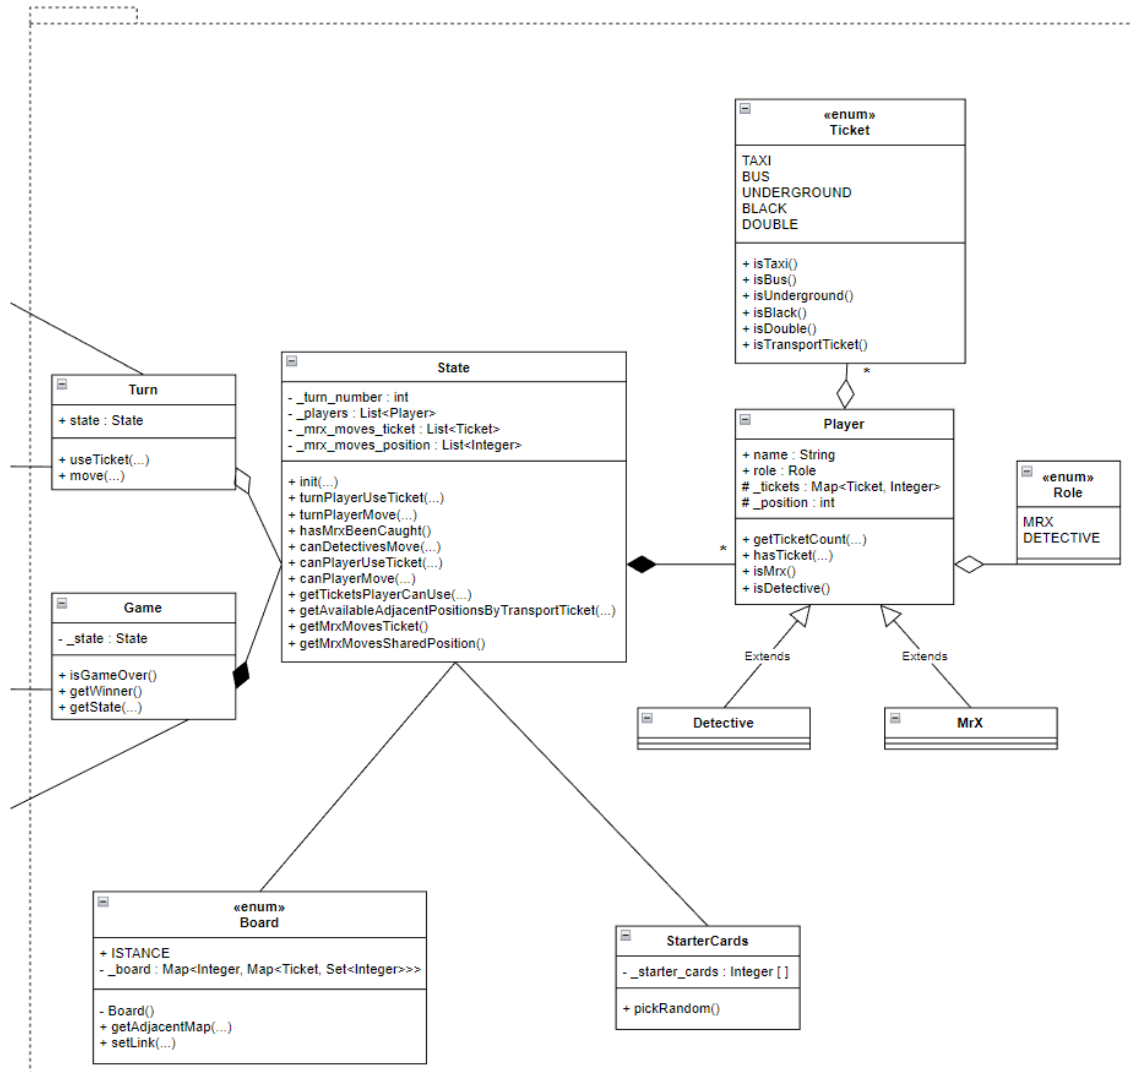 «enum»
Ticket
TAXI
BUS
UNDERGROUND
BLACK
DOUBLE
+ isTaxi()
+ isBus()
+ isUnderground()
+ isBlack()
+ isDouble()
+ isTransportTicket()
*
Turn
+ state : State
+ useTicket(...)
+ move(...)
State
- _turn_number : int
- _players : List<Player>
- _mrx_moves_ticket : List<Ticket>
- _mrx_moves_position : List<Integer>
+ init(...)
+ turnPlayerUseTicket(...)
+ turnPlayerMove(...)
+ hasMrxBeenCaught()
+ canDetectivesMove(...)
+ canPlayerUseTicket(...)
+ canPlayerMove(...)
+ getTicketsPlayerCanUse(...)
+ getAvailableAdjacentPositionsByTransportTicket(...)
+ getMrxMovesTicket()
+ getMrxMovesSharedPosition()
*
Player
+ name : String
+ role : Role
# _tickets : Map<Ticket, Integer>
# _position : int
+ getTicketCount(...)
+ hasTicket(...)
+ isMrx()
+ isDetective()
«enum»
Role
MRX
DETECTIVE
Game
- _state : State
+ isGameOver()
+ getWinner()
+ getState(...)
Extends
Extends
Detective
MrX
«enum»
Board
+ ISTANCE
- _board : Map<Integer, Map<Ticket, Set<Integer>>>
- Board()
+ getAdjacentMap(...)
+ setLink(...)
StarterCards
- _starter_cards : Integer [ ]
+ pickRandom()